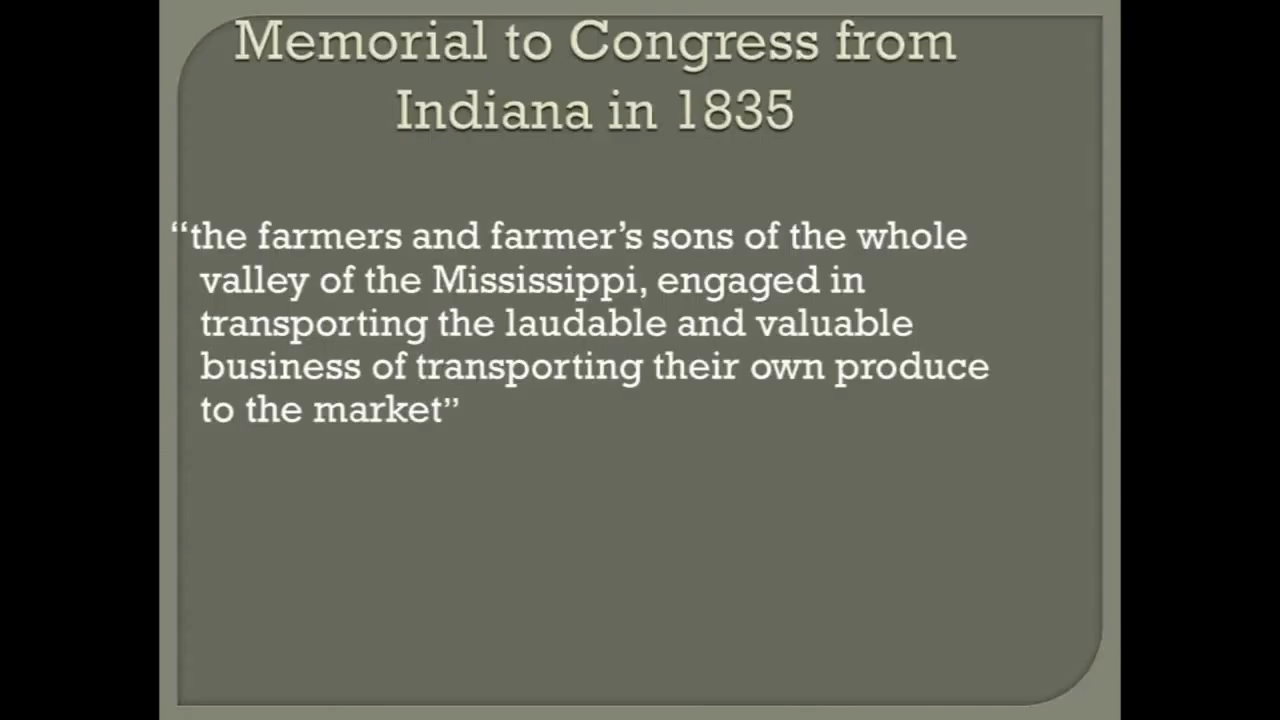 Memorial to Congress from
Indiana in 1835
“the farmers and farmer’s sons of the whole
valley of the Mississippi, engaged in
transporting the laudable and valuable
business of transporting their own produce
to the market”